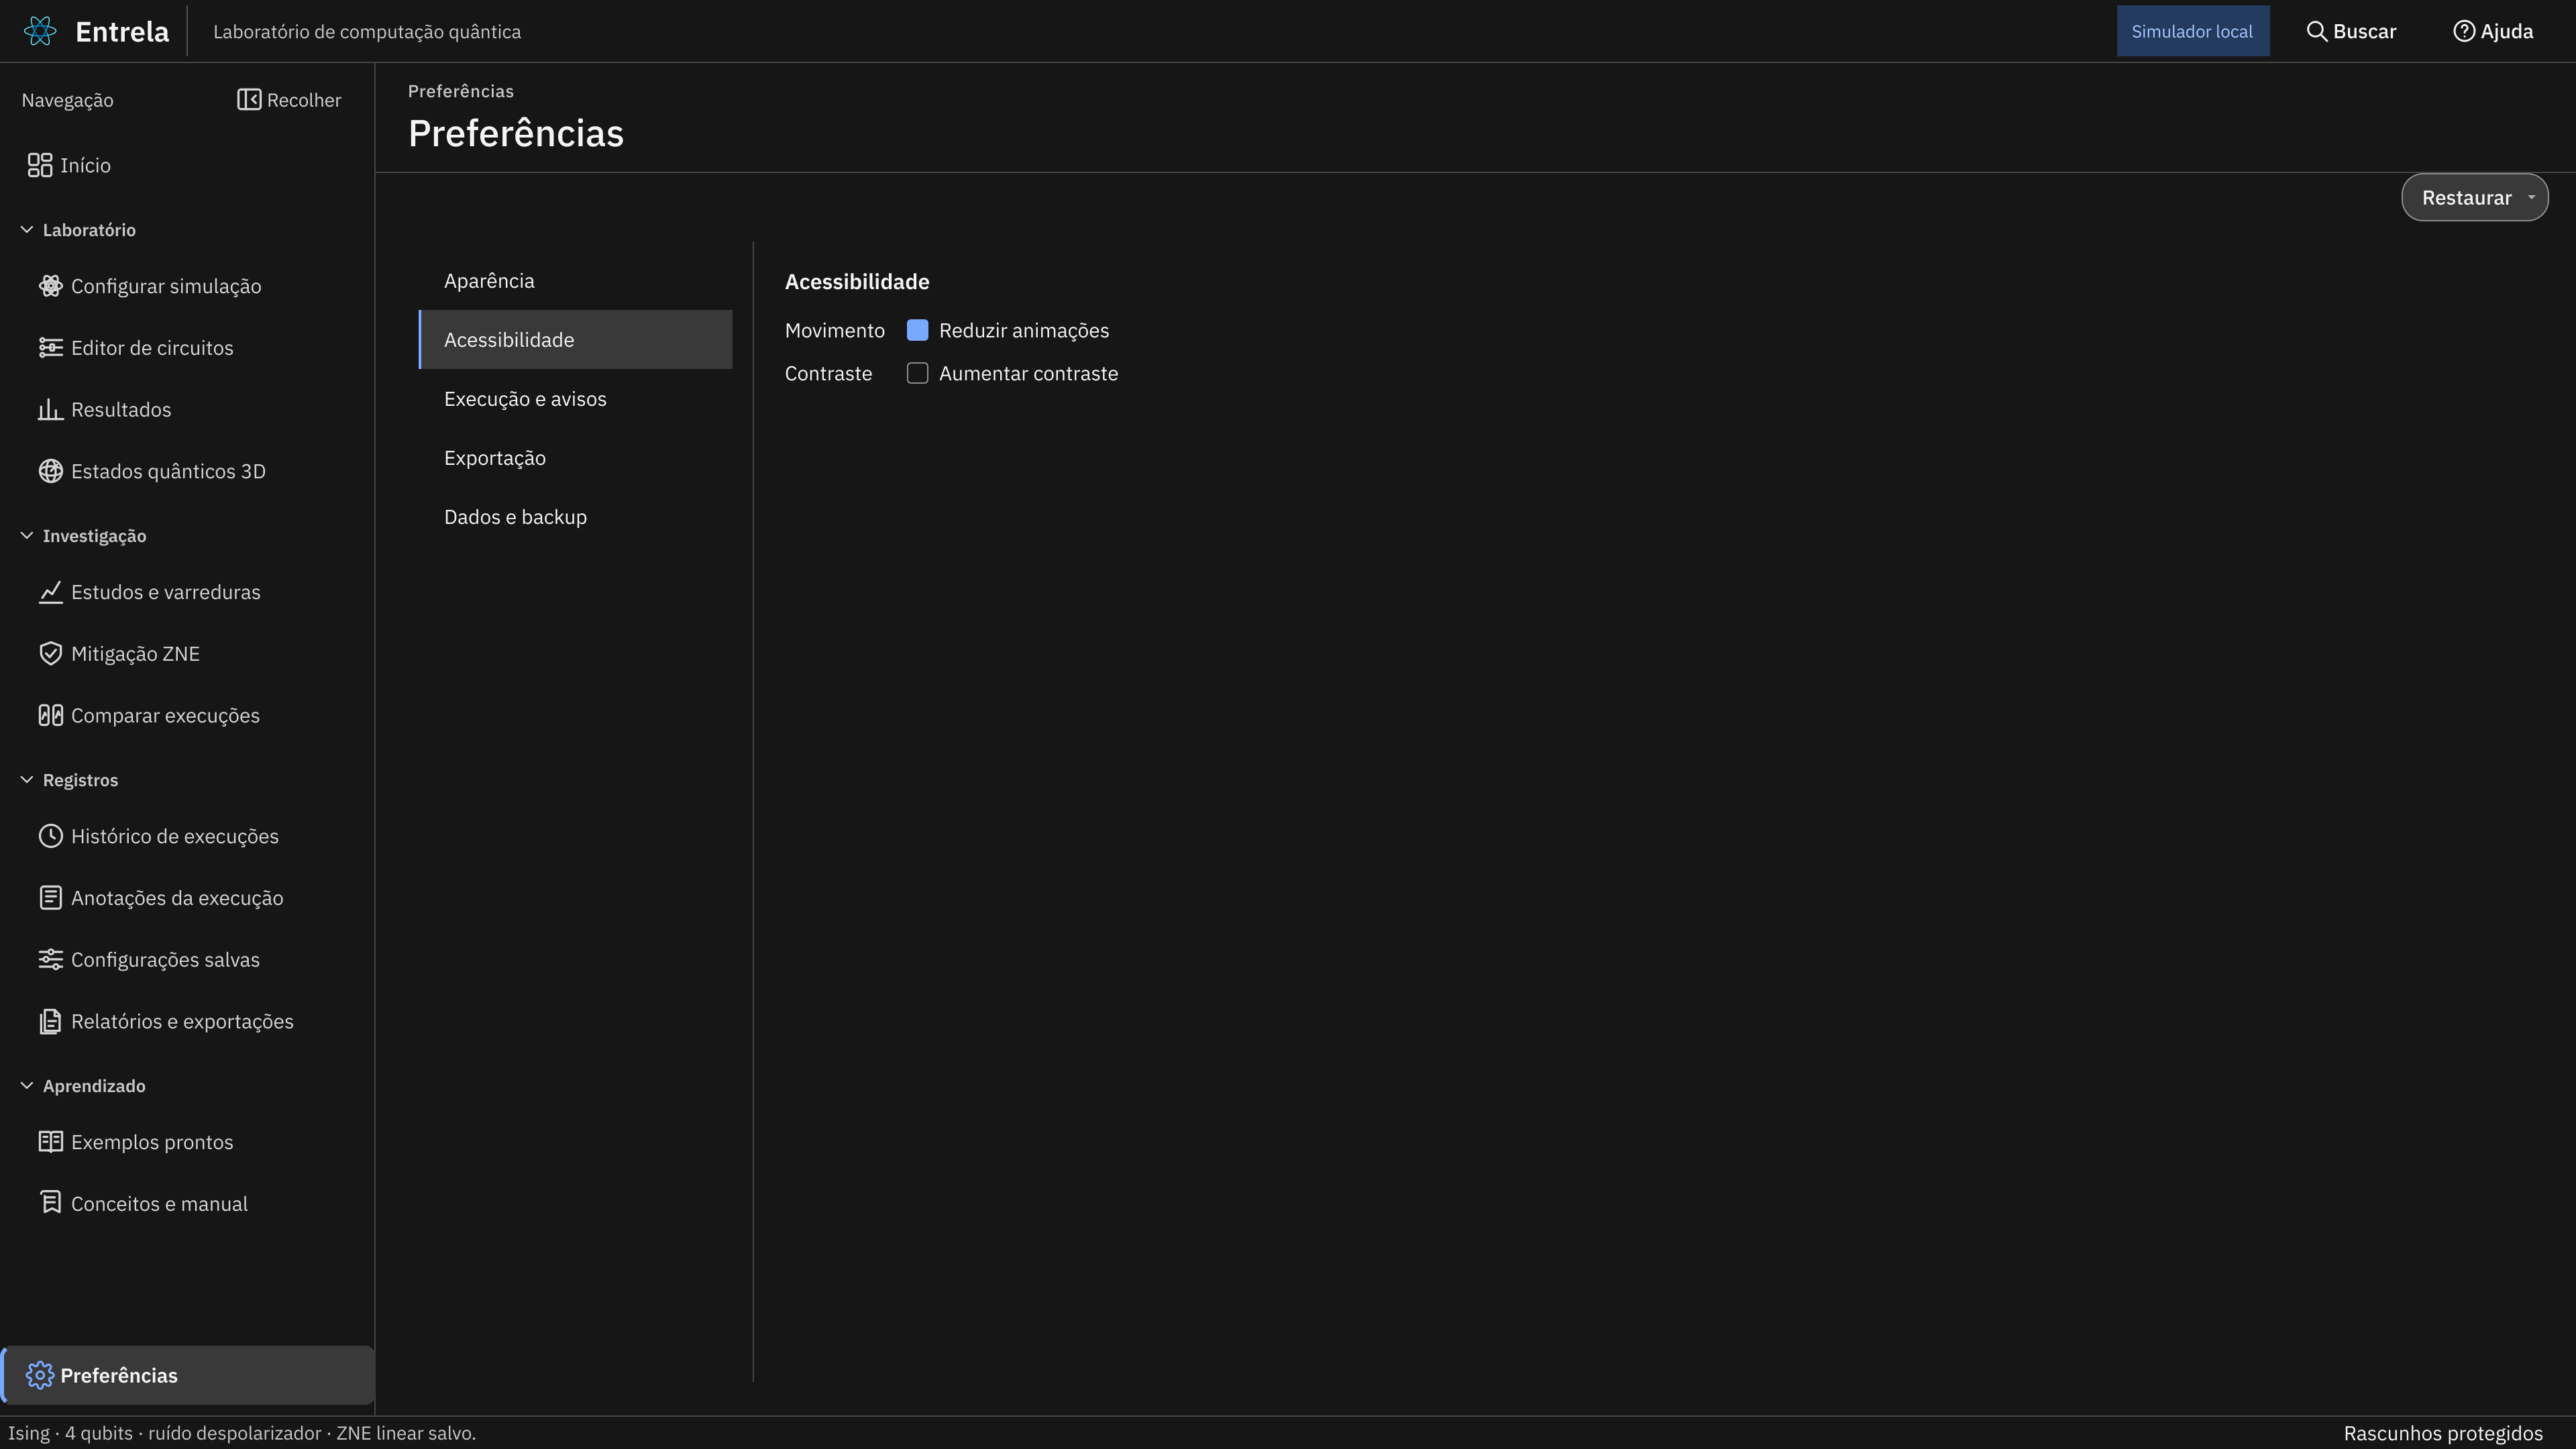 Entrela
Laboratório de computação quântica
Simulador local
Buscar
Ajuda
Navegação
Recolher
Início
Laboratório
Configurar simulação
Editor de circuitos
Resultados
Estados quânticos 3D
Investigação
Estudos e varreduras
Mitigação ZNE
Comparar execuções
Registros
Histórico de execuções
Anotações da execução
Configurações salvas
Relatórios e exportações
Aprendizado
Exemplos prontos
Conceitos e manual
Preferências
Preferências
Preferências
Restaurar
Aparência
Acessibilidade
Execução e avisos
Exportação
Dados e backup
Acessibilidade
Movimento Reduzir animações
Contraste Aumentar contraste
Ising · 4 qubits · ruído despolarizador · ZNE linear salvo.
Rascunhos protegidos